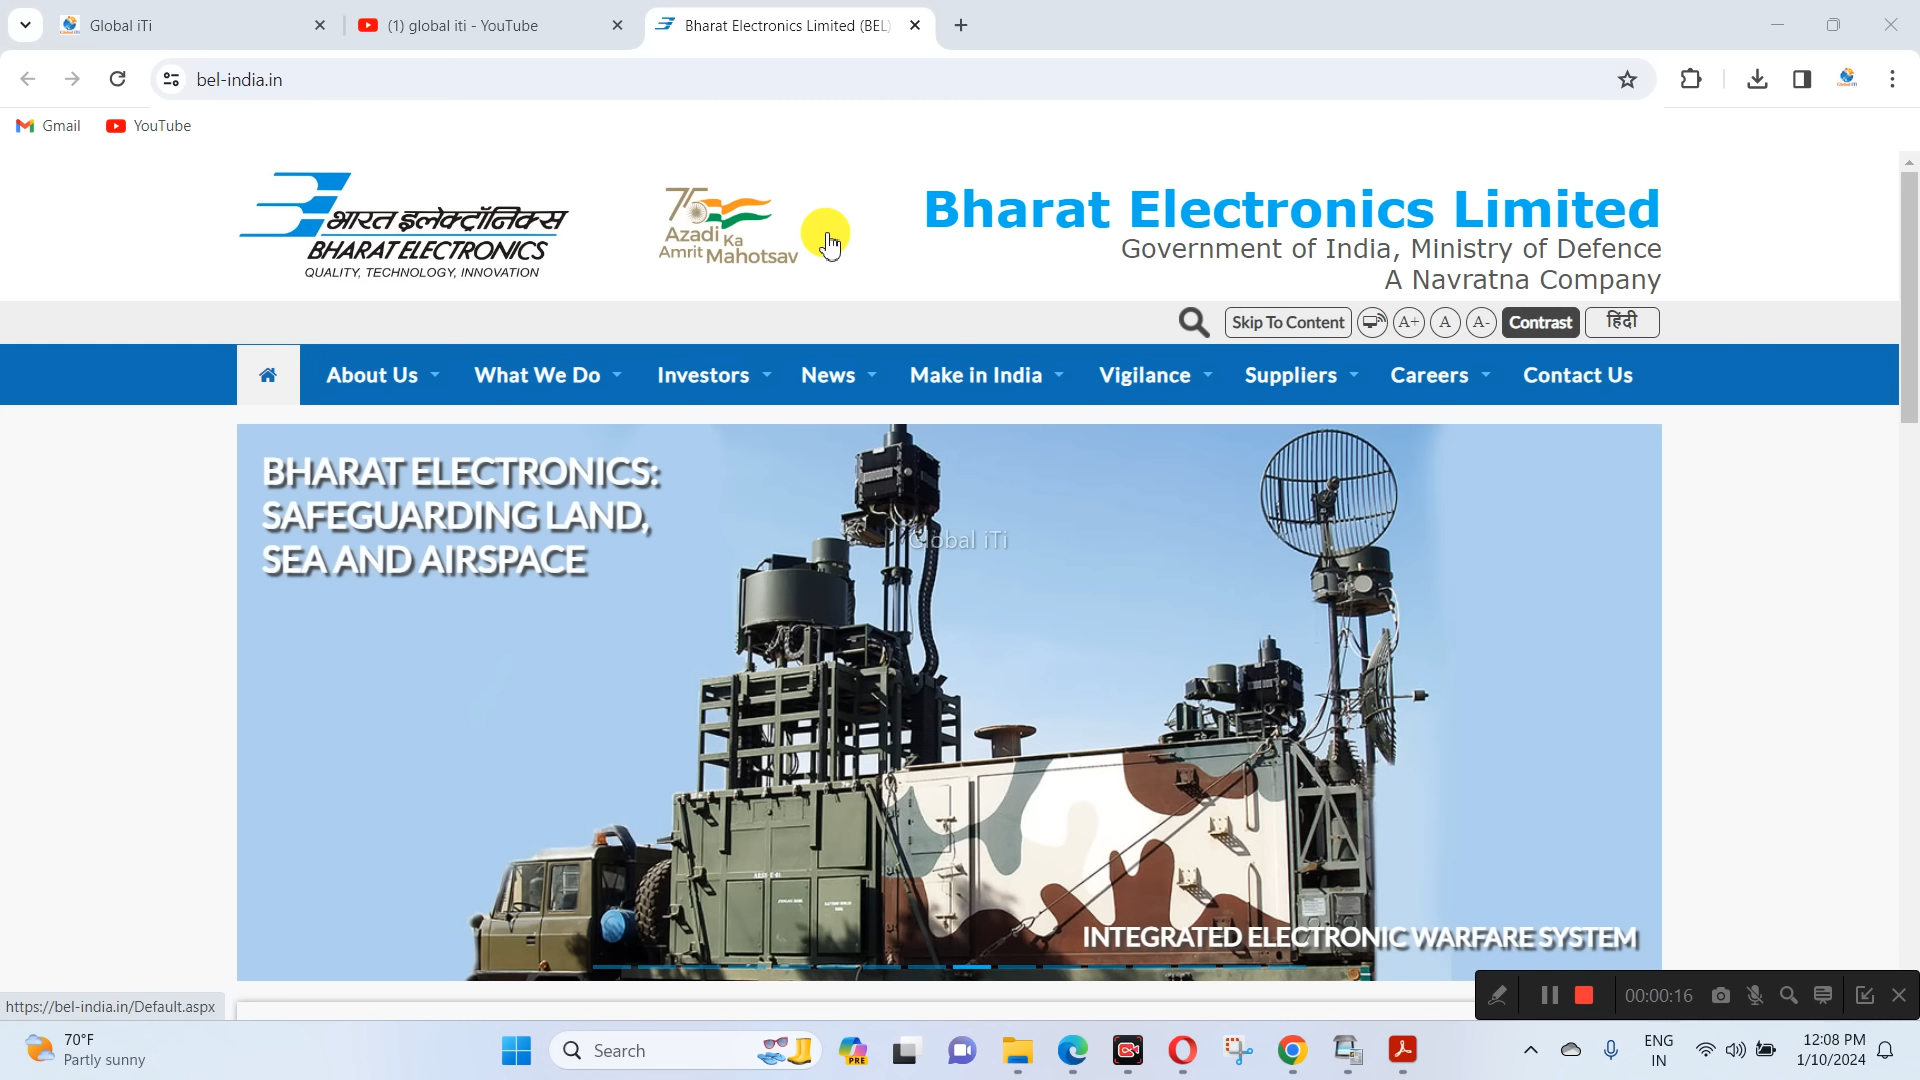 Global iTi
(1) global iti - YouTube
Bharat Electronics Limited (BEL)
bel-india.in
Gmail
YouTube
भारत इलेक्ट्रॉनिक्स
BHARAT ELECTRONICS
QUALITY, TECHNOLOGY, INNOVATION
75
Azadi Ka
Amrit Mahotsav
Bharat Electronics Limited
Government of India, Ministry of Defence
A Navratna Company
Skip To Content
A+
A
A-
Contrast
हिंदी
About Us
What We Do
Investors
News
Make in India
Vigilance
Suppliers
Careers
Contact Us
BHARAT ELECTRONICS:
SAFEGUARDING LAND,
SEA AND AIRSPACE
Global iTi
INTEGRATED ELECTRONIC WARFARE SYSTEM
00:00:16
https://bel-india.in/Default.aspx
70°F
Partly sunny
Search
PRE
ENG
IN
12:08 PM
1/10/2024